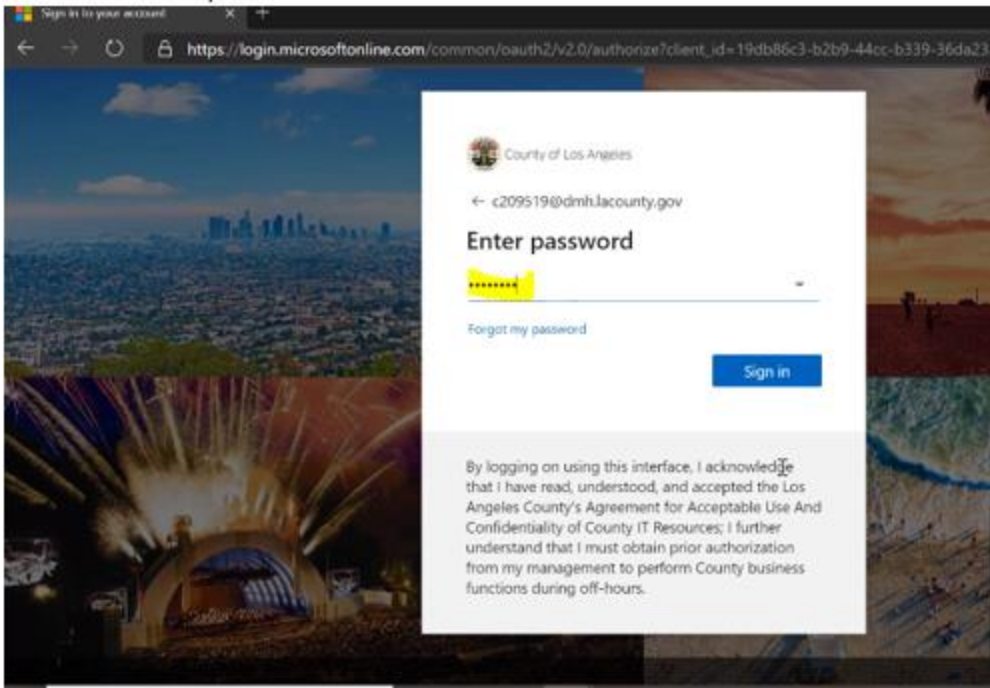 Sign in to your account
https://login.microsoftonline.com/common/oauth2/v2.0/authorize?client_id=19db86c3-b2b9-44cc-b339-36da23
County of Los Angeles
← c209519@dmh.lacounty.gov
Enter password
••••••••
Forgot my password
Sign in
By logging on using this interface, I acknowledge
that I have read, understood, and accepted the Los
Angeles County's Agreement for Acceptable Use And
Confidentiality of County IT Resources; I further
understand that I must obtain prior authorization
from my management to perform County business
functions during off-hours.